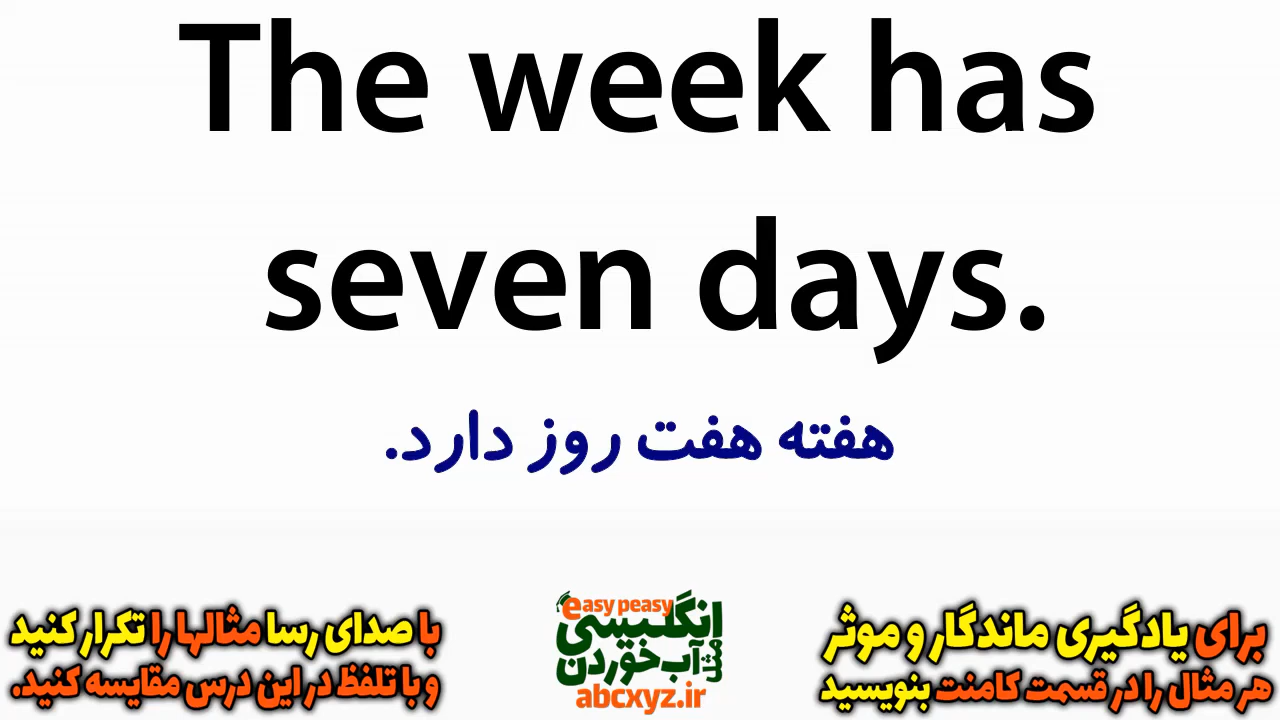 The week has
seven days.
هفته هفت روز دارد.
برای یادگیری ماندگار و موثر
هر مثال را در قسمت کامنت بنویسید
easy peasy
انگلیسی
مثل آب خوردن
abcxyz.ir
با صدای رسا مثالها را تکرار کنید
و با تلفظ در این درس مقایسه کنید.